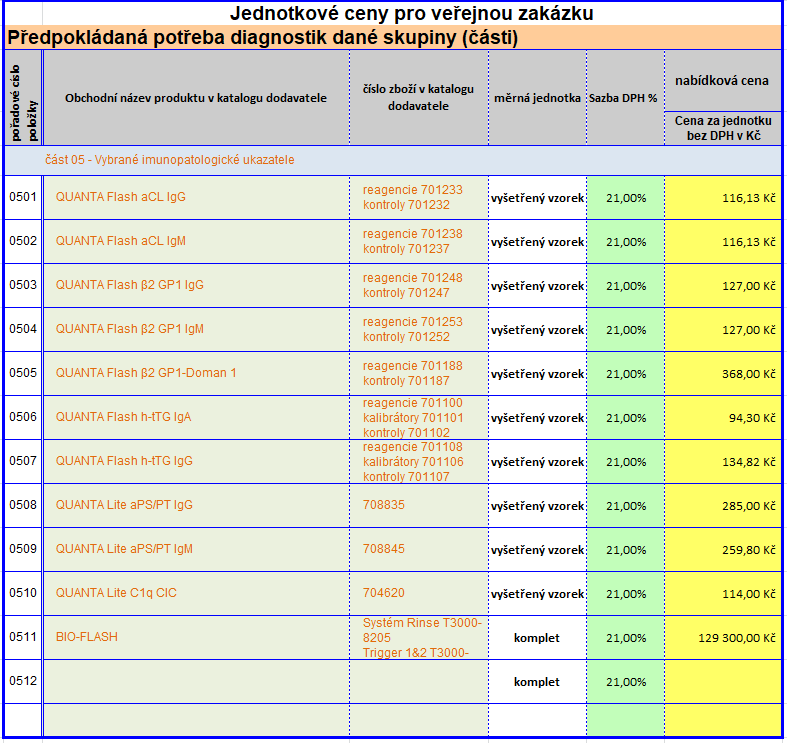 Jednotkové ceny pro veřejnou zakázku
Předpokládaná potřeba diagnostik dané skupiny (části)
pořadové číslo
položky
Obchodní název produktu v katalogu dodavatele
číslo zboží v katalogu
dodavatele
měrná jednotka
Sazba DPH %
nabídková cena
Cena za jednotku
bez DPH v Kč
část 05 - Vybrané imunopatologické ukazatele
0501 QUANTA Flash aCL IgG
reagencie 701233
kontroly 701232
vyšetřený vzorek 21,00% 116,13 Kč
0502 QUANTA Flash aCL IgM
reagencie 701238
kontroly 701237
vyšetřený vzorek 21,00% 116,13 Kč
0503 QUANTA Flash β2 GP1 IgG
reagencie 701248
kontroly 701247
vyšetřený vzorek 21,00% 127,00 Kč
0504 QUANTA Flash β2 GP1 IgM
reagencie 701253
kontroly 701252
vyšetřený vzorek 21,00% 127,00 Kč
0505 QUANTA Flash β2 GP1-Doman 1
reagencie 701188
kontroly 701187
vyšetřený vzorek 21,00% 368,00 Kč
0506 QUANTA Flash h-tTG IgA
reagencie 701100
kalibrátory 701101
kontroly 701102
vyšetřený vzorek 21,00% 94,30 Kč
0507 QUANTA Flash h-tTG IgG
reagencie 701108
kalibrátory 701106
kontroly 701107
vyšetřený vzorek 21,00% 134,82 Kč
0508 QUANTA Lite aPS/PT IgG 708835 vyšetřený vzorek 21,00% 285,00 Kč
0509 QUANTA Lite aPS/PT IgM 708845 vyšetřený vzorek 21,00% 259,80 Kč
0510 QUANTA Lite C1q CIC 704620 vyšetřený vzorek 21,00% 114,00 Kč
0511 BIO-FLASH
Systém Rinse T3000-
8205
Trigger 1&2 T3000-
komplet 21,00% 129 300,00 Kč
0512 komplet 21,00%